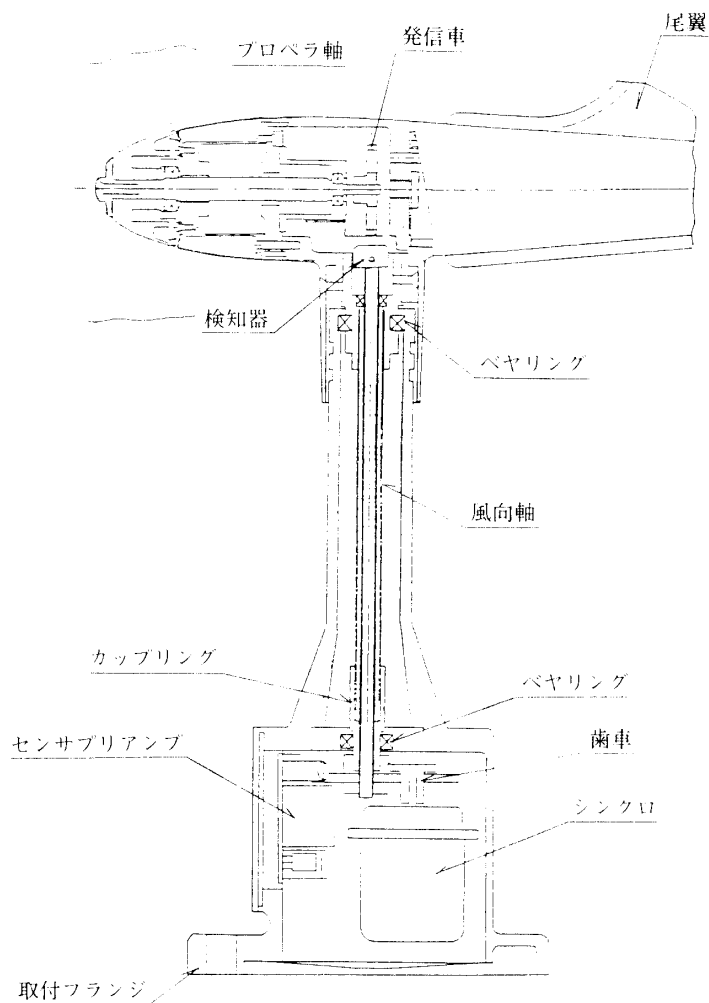 尾翼
発信車
プロペラ軸
検知器
ベヤリング
風向軸
カップリング
ベヤリング
センサプリアンプ
歯車
シンクロ
取付フランジ